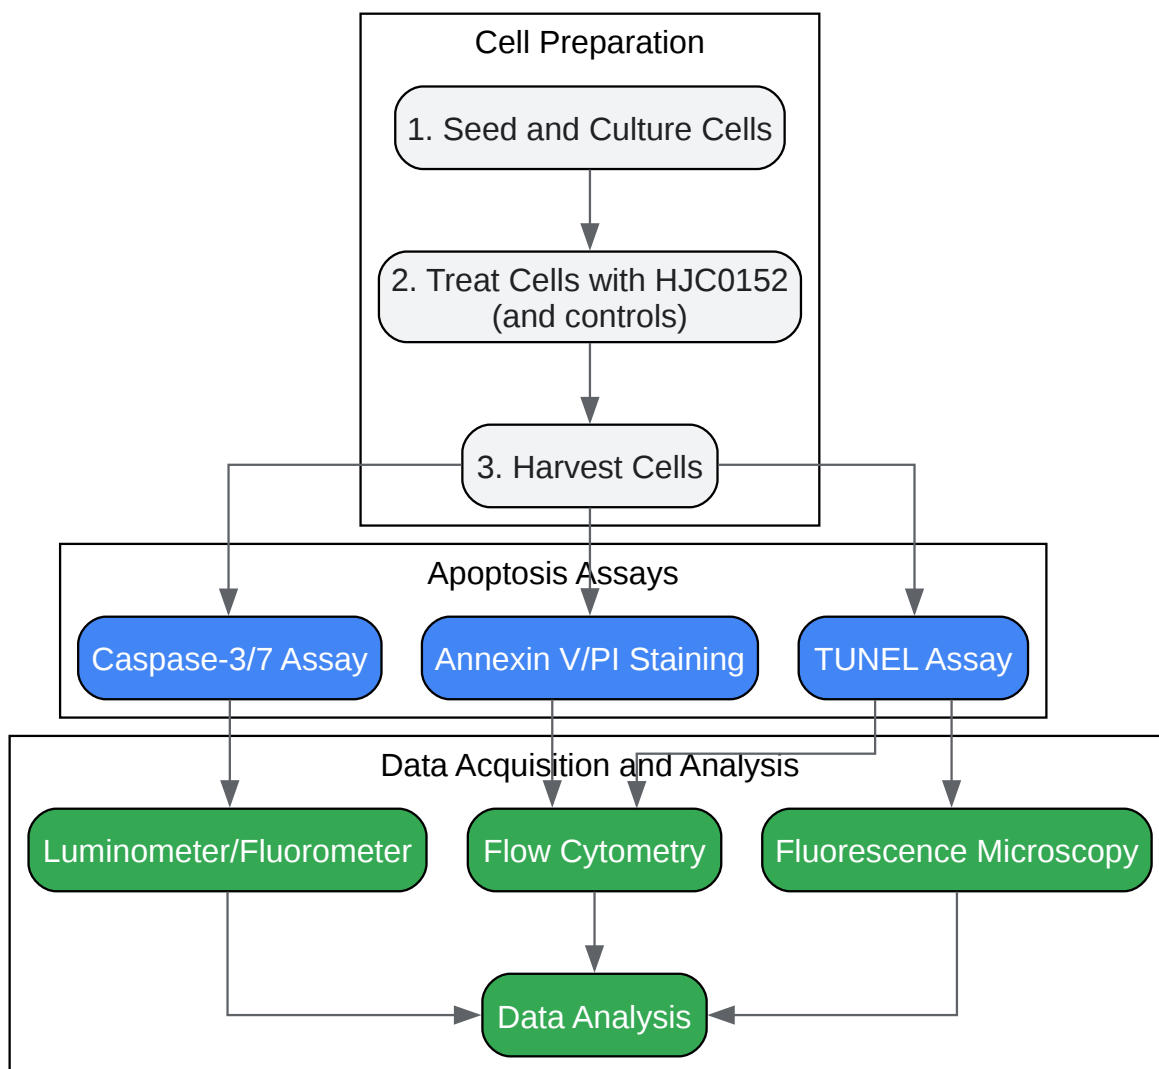 Cell Preparation
1. Seed and Culture Cells
2. Treat Cells with HJC0152
(and controls)
3. Harvest Cells
Apoptosis Assays
Caspase-3/7 Assay
Annexin V/PI Staining
TUNEL Assay
Data Acquisition and Analysis
Luminometer/Fluorometer
Flow Cytometry
Fluorescence Microscopy
Data Analysis